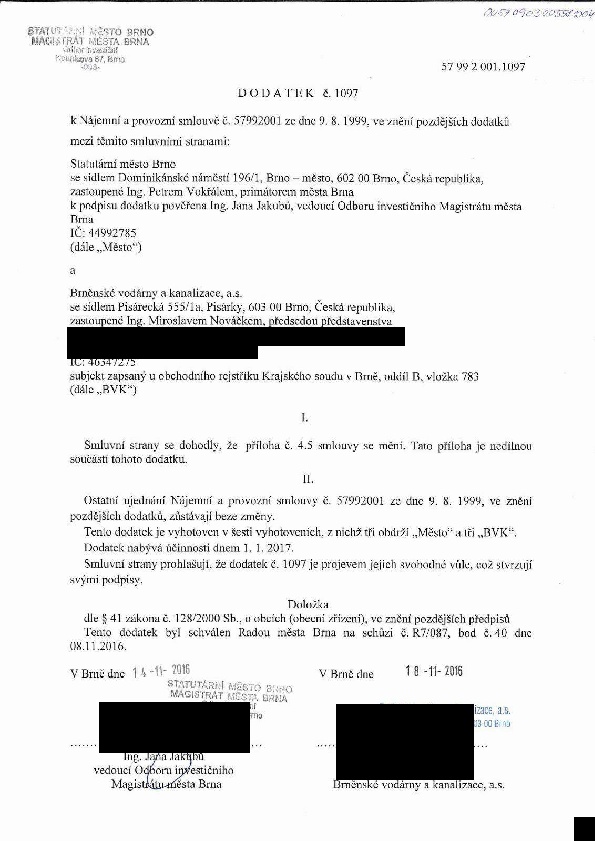 STATUTÁRNÍ MĚSTO BRNO
MAGISTRÁT MĚSTA BRNA
Odbor investiční
Kounicova 67, Brno
57 99 2 001.1097
DODATEK č. 1097
k Nájemní a provozní smlouvě č. 57992001 ze dne 9. 8. 1999, ve znění pozdějších dodatků
mezi těmito smluvními stranami:
Statutární město Brno
se sídlem Dominikánské náměstí 196/1, Brno – město, 602 00 Brno, Česká republika,
zastoupené Ing. Petrem Vokřálem, primátorem města Brna
k podpisu dodatku pověřena Ing. Jana Jakubů, vedoucí Odboru investičního Magistrátu města
Brna
IČ: 44992785
(dále „Město“)
a
Brněnské vodárny a kanalizace, a.s.
se sídlem Pisárecká 555/1a, Pisárky, 603 00 Brno, Česká republika,
zastoupené Ing. Miroslavem Nováčkem, předsedou představenstva
IČ: 46347275
subjekt zapsaný u obchodního rejstříku Krajského soudu v Brně, oddíl B, vložka 783
(dále „BVK“)
I.
Smluvní strany se dohodly, že příloha č. 4.5 smlouvy se mění. Tato příloha je nedílnou
součástí tohoto dodatku.
II.
Ostatní ujednání Nájemní a provozní smlouvy č. 57992001 ze dne 9. 8. 1999, ve znění
pozdějších dodatků, zůstávají beze změny.
Tento dodatek je vyhotoven v šesti vyhotoveních, z nichž tři obdrží „Město“ a tři „BVK“.
Dodatek nabývá účinnosti dnem 1. 1. 2017.
Smluvní strany prohlašují, že dodatek č. 1097 je projevem jejich svobodné vůle, což stvrzují
svými podpisy.
Doložka
dle § 41 zákona č. 128/2000 Sb., o obcích (obecní zřízení), ve znění pozdějších předpisů
Tento dodatek byl schválen Radou města Brna na schůzi č. R7/087, bod č. 40 dne
08.11.2016.
V Brně dne 14 -11- 2016
V Brně dne 18 -11- 2016
STATUTÁRNÍ MĚSTO BRNO
MAGISTRÁT MĚSTA BRNA
a.s.
03 00 Brno
Ing. Jana Jakubů
vedoucí Odboru investičního
Magistrátu města Brna
Brněnské vodárny a kanalizace, a.s.